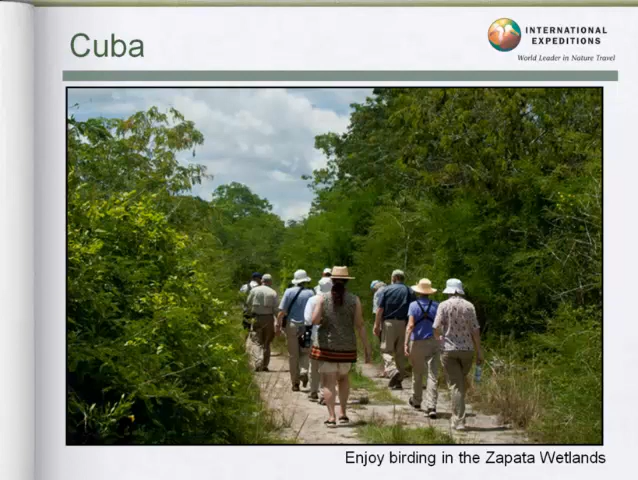 Cuba
INTERNATIONAL
EXPEDITIONS
World Leader in Nature Travel
Enjoy birding in the Zapata Wetlands